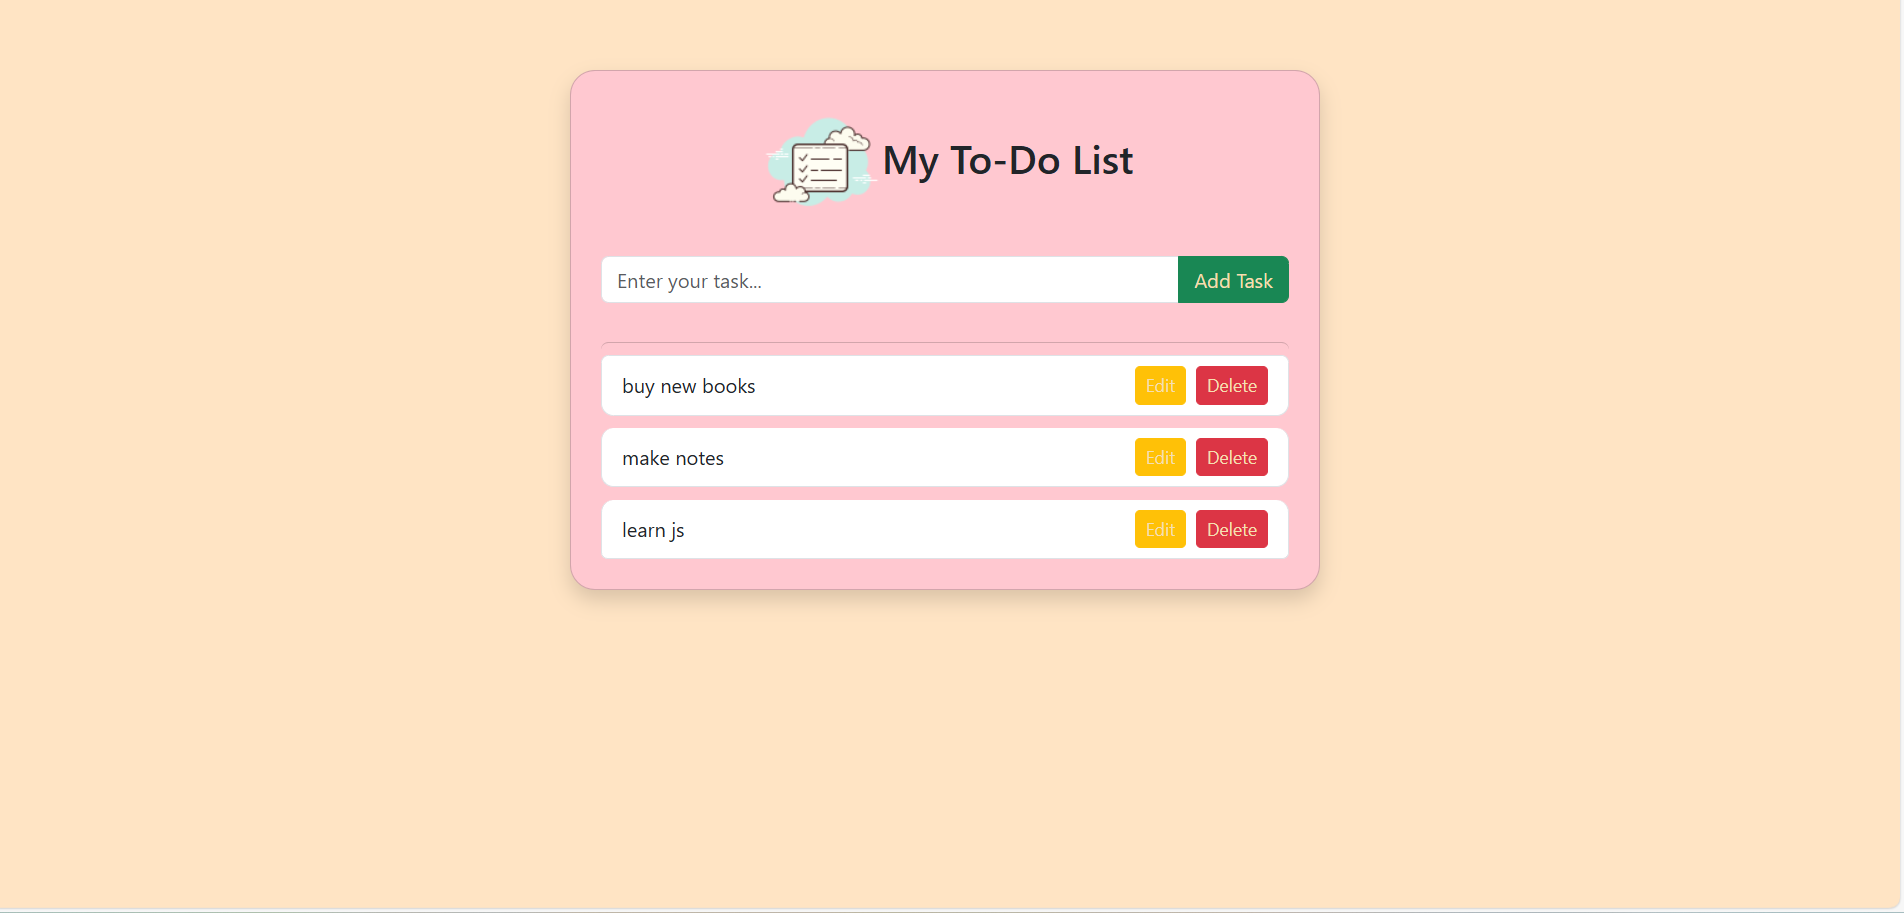 My To-Do List
Enter your task...
Add Task
buy new books
Edit
Delete
make notes
Edit
Delete
learn js
Edit
Delete